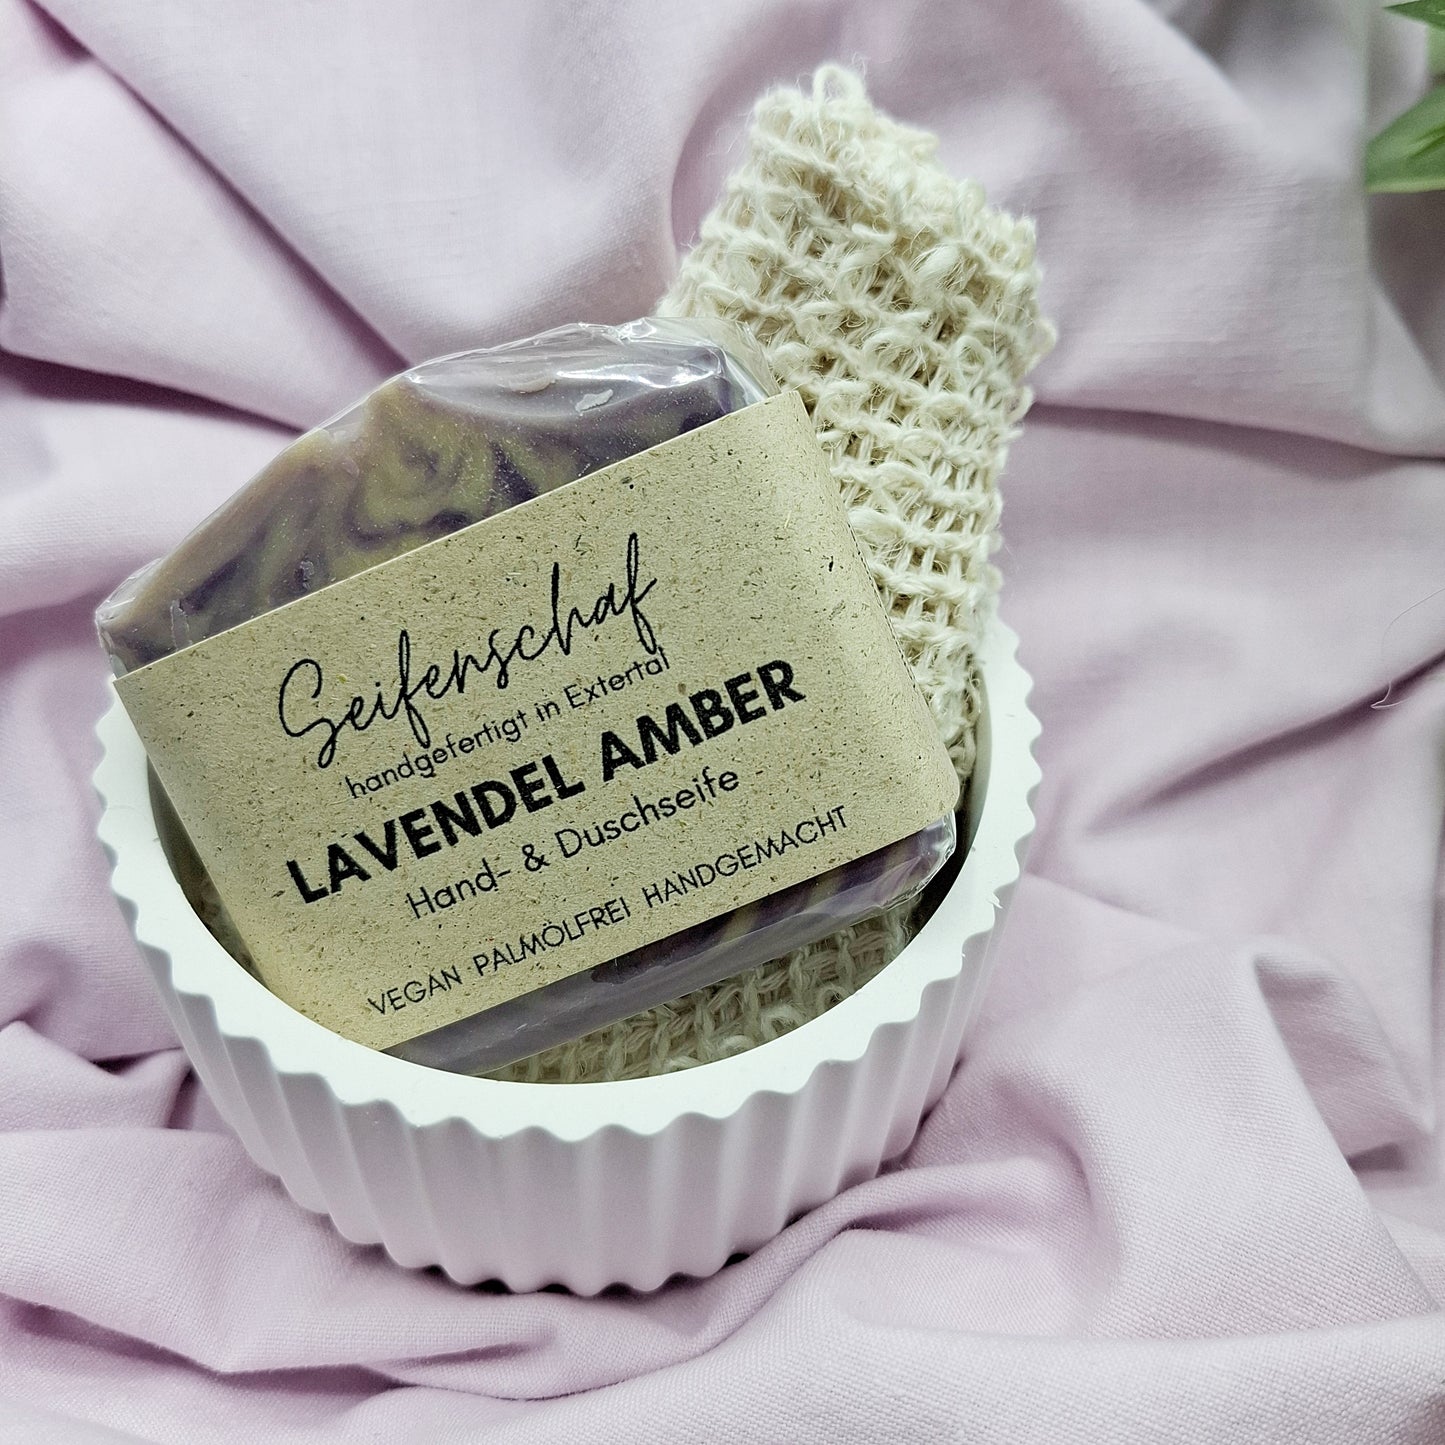 Seifenschaf
handgefertigt in Extertal
LAVENDEL AMBER
Hand- & Duschseife
VEGAN PALMÖLFREI HANDGEMACHT